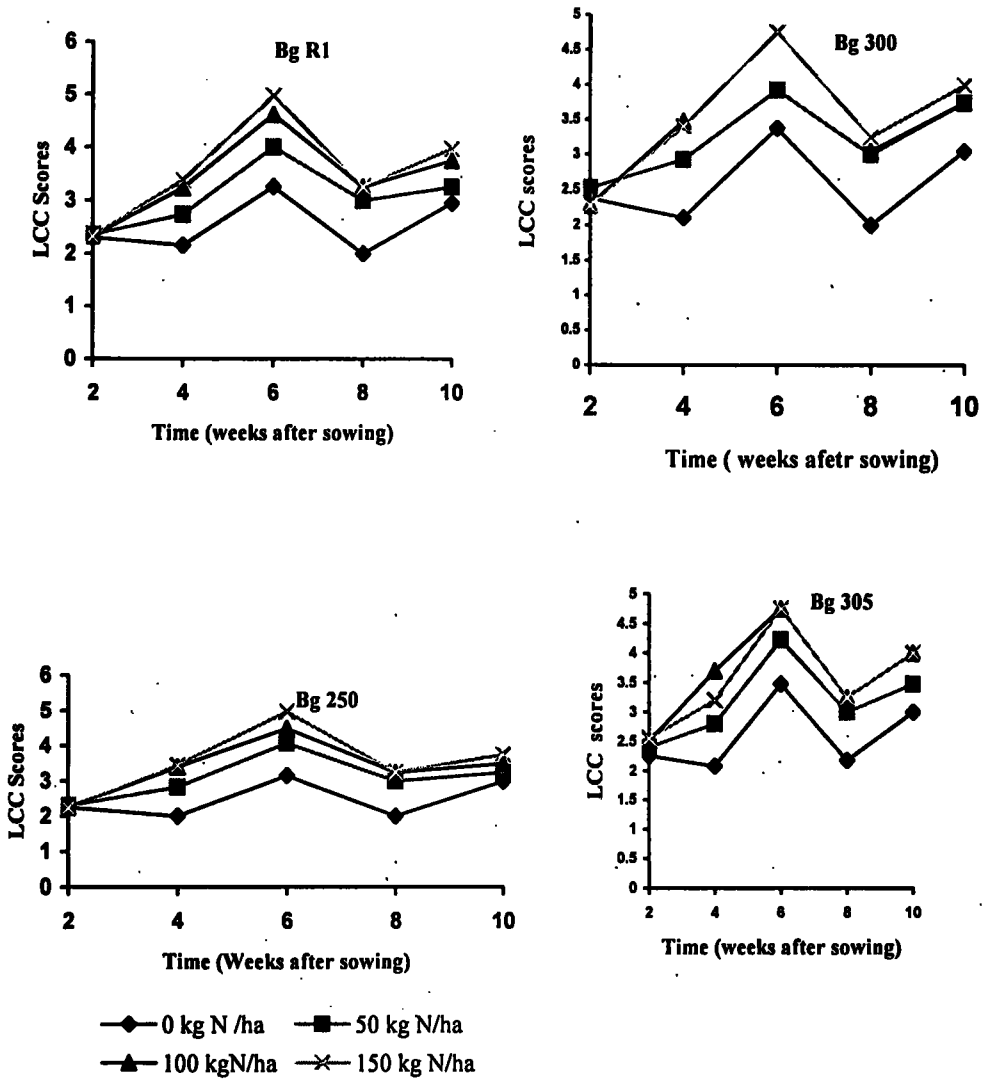 Bg R1
LCC Scores
6
5
4
3
2
1
0
2 4 6 8 10
Time (weeks after sowing)
Bg 300
LCC scores
5
4.5
4
3.5
3
2.5
2
1.5
1
0.5
0
2 4 6 8 10
Time ( weeks afetr sowing)
Bg 250
LCC Scores
6
5
4
3
2
1
0
2 4 6 8 10
Time (Weeks after sowing)
Bg 305
LCC scores
5
4.5
4
3.5
3
2.5
2
1.5
1
0.5
0
2 4 6 8 10
Time (weeks after sowing)
0 kg N /ha 50 kg N/ha
100 kgN/ha 150 kg N/ha